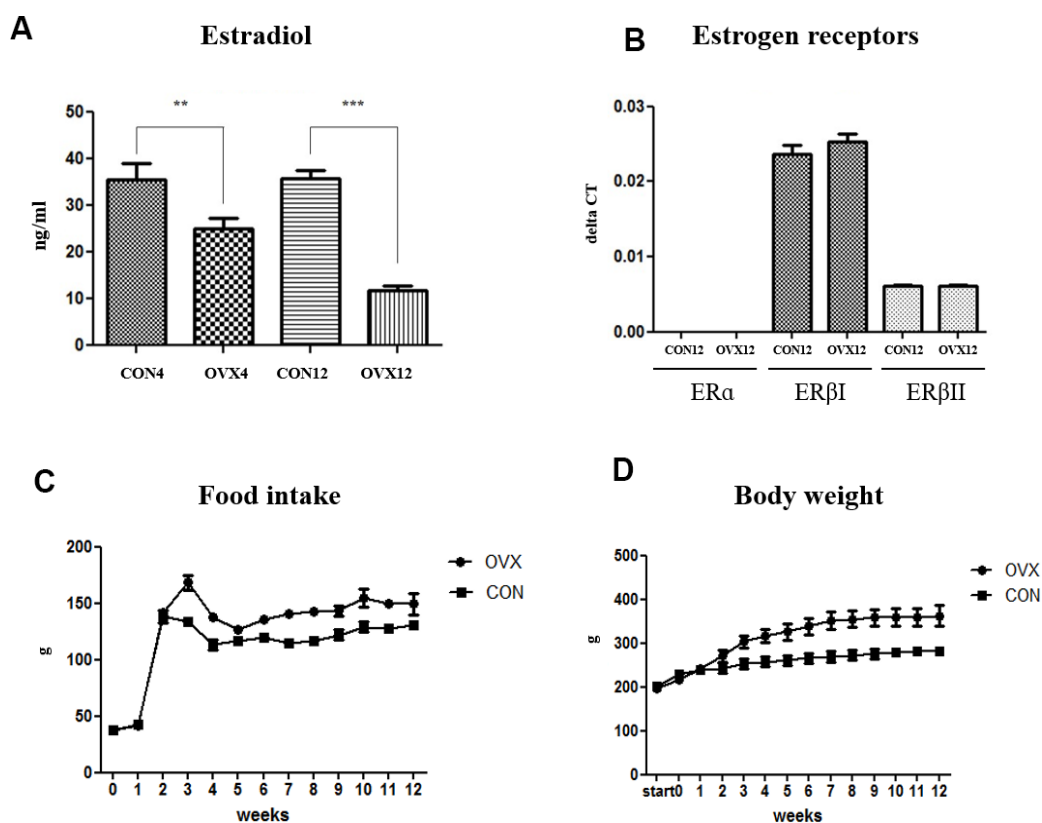 A
Estradiol
**
***
50
40
30
20
10
0
ng/ml
CON4 OVX4 CON12 OVX12
B
Estrogen receptors
0.03
0.02
0.01
0.00
delta CT
CON12 OVX12 CON12 OVX12 CON12 OVX12
ERα ERβI ERβII
C
Food intake
200
150
100
50
0
g
OVX
CON
0 1 2 3 4 5 6 7 8 9 10 11 12
weeks
D
Body weight
500
400
300
200
100
0
g
OVX
CON
start0 1 2 3 4 5 6 7 8 9 10 11 12
weeks